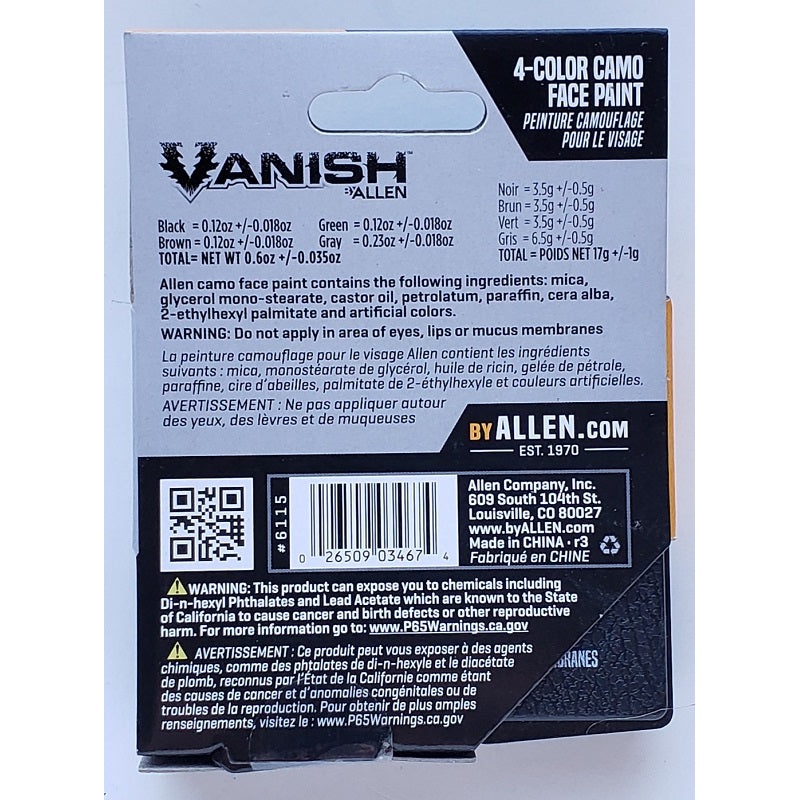 4-COLOR CAMO
FACE PAINT
PEINTURE CAMOUFLAGE
POUR LE VISAGE
VANISH™
BY ALLEN
Black = 0.12oz +/-0.018oz Green = 0.12oz +/-0.018oz
Brown = 0.12oz +/-0.018oz Gray = 0.23oz +/-0.018oz
TOTAL= NET WT 0.6oz +/-0.035oz
Noir = 3.5g +/-0.5g
Brun = 3.5g +/-0.5g
Vert = 3.5g +/-0.5g
Gris = 6.5g +/-0.5g
TOTAL = POIDS NET 17g +/-1g
Allen camo face paint contains the following ingredients: mica,
glycerol mono-stearate, castor oil, petrolatum, paraffin, cera alba,
2-ethylhexyl palmitate and artificial colors.
WARNING: Do not apply in area of eyes, lips or mucus membranes
La peinture camouflage pour le visage Allen contient les ingrédients
suivants : mica, monostéarate de glycérol, huile de ricin, gelée de pétrole,
paraffine, cire d'abeilles, palmitate de 2-éthylhexyle et couleurs artificielles.
AVERTISSEMENT : Ne pas appliquer autour
des yeux, des lèvres et de muqueuses
BY ALLEN.COM
EST. 1970
#6115
0 26509 03467 4
Allen Company, Inc.
609 South 104th St.
Louisville, CO 80027
www.byALLEN.com
Made in CHINA · r3
Fabriqué en CHINE
WARNING: This product can expose you to chemicals including
Di-n-hexyl Phthalates and Lead Acetate which are known to the State
of California to cause cancer and birth defects or other reproductive
harm. For more information go to: www.P65Warnings.ca.gov
AVERTISSEMENT : Ce produit peut vous exposer à des agents
chimiques, comme des phtalates de di-n-hexyle et le diacétate
de plomb, reconnus par l'État de la Californie comme étant
des causes de cancer et d'anomalies congénitales ou de
troubles de la reproduction. Pour obtenir de plus amples
renseignements, visitez le : www.P65Warnings.ca.gov